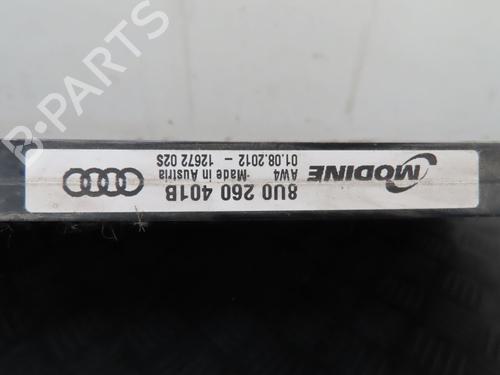 MODINE
8U0 260 401B
AW4 Made in Austria
01.08.2012 - 12672 02S
B-PARTS